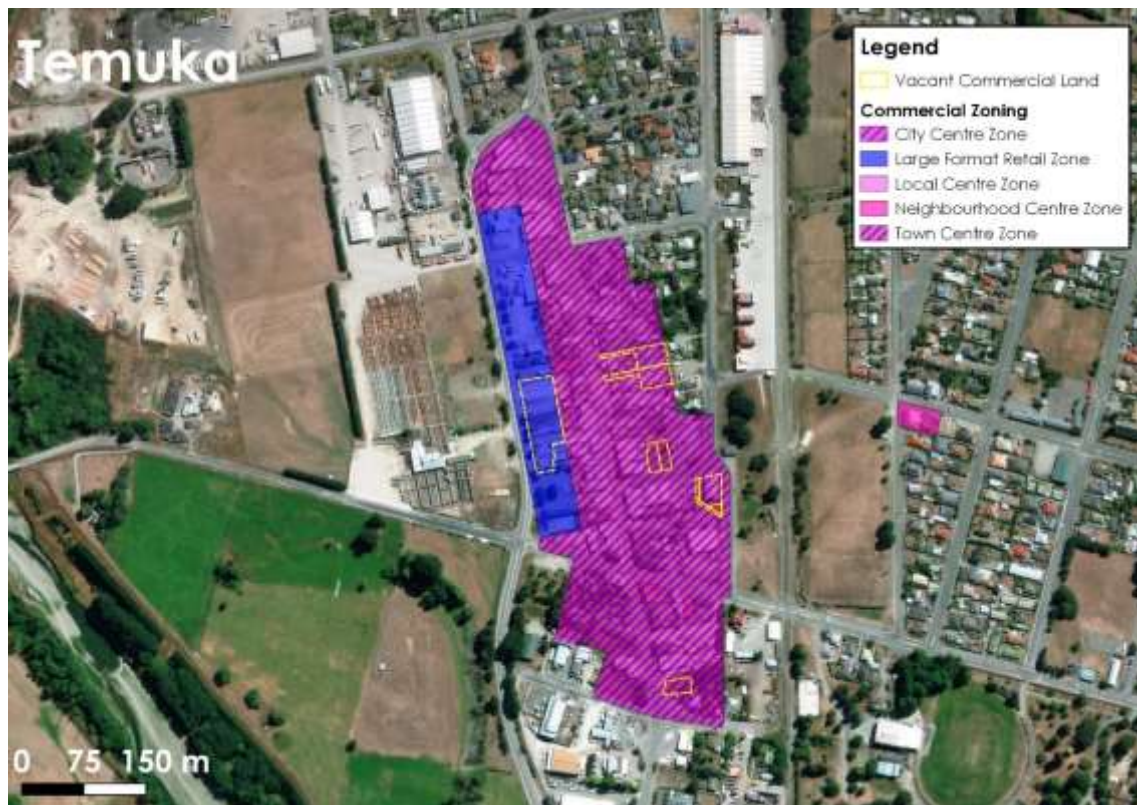 Temuka
Legend
Vacant Commercial Land
Commercial Zoning
City Centre Zone
Large Format Retail Zone
Local Centre Zone
Neighbourhood Centre Zone
Town Centre Zone
0 75 150 m